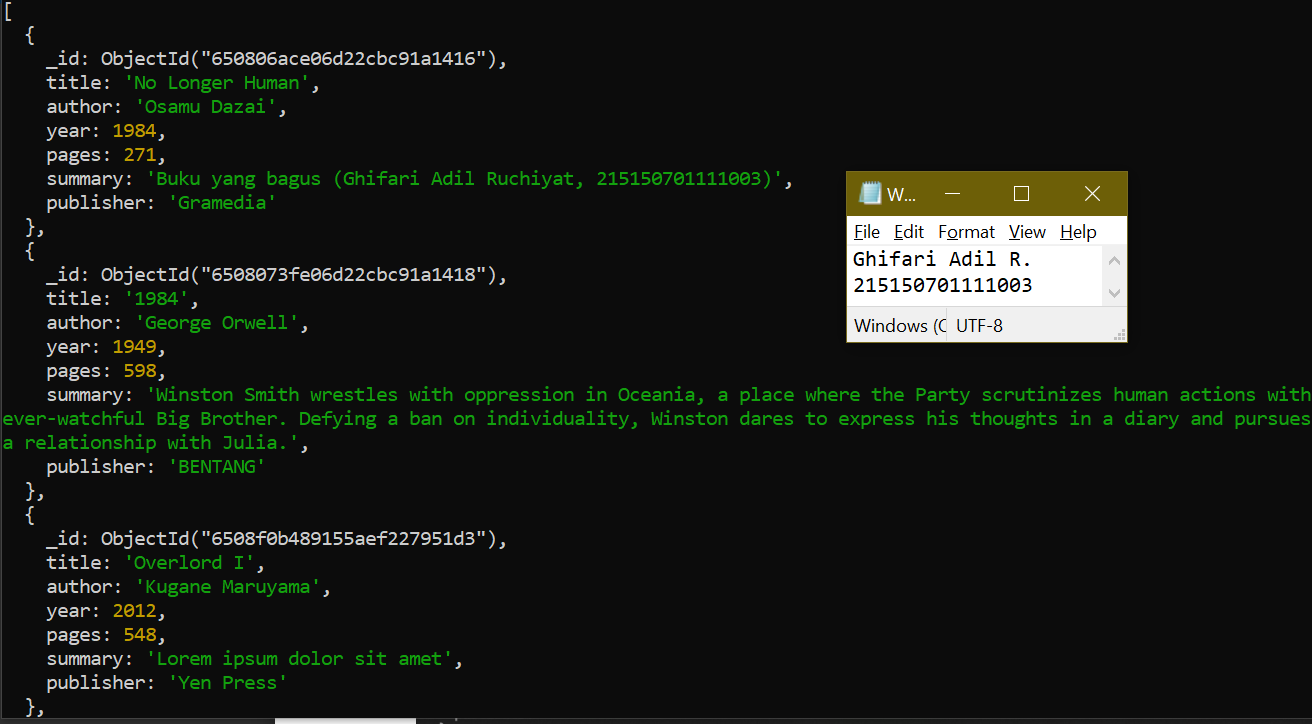 [
  {
    _id: ObjectId("650806ace06d22cbc91a1416"),
    title: 'No Longer Human',
    author: 'Osamu Dazai',
    year: 1984,
    pages: 271,
    summary: 'Buku yang bagus (Ghifari Adil Ruchiyat, 215150701111003)',
    publisher: 'Gramedia'
  },
  {
    _id: ObjectId("6508073fe06d22cbc91a1418"),
    title: '1984',
    author: 'George Orwell',
    year: 1949,
    pages: 598,
    summary: 'Winston Smith wrestles with oppression in Oceania, a place where the Party scrutinizes human actions with
ever-watchful Big Brother. Defying a ban on individuality, Winston dares to express his thoughts in a diary and pursues
a relationship with Julia.',
    publisher: 'BENTANG'
  },
  {
    _id: ObjectId("6508f0b489155aef227951d3"),
    title: 'Overlord I',
    author: 'Kugane Maruyama',
    year: 2012,
    pages: 548,
    summary: 'Lorem ipsum dolor sit amet',
    publisher: 'Yen Press'
  },
W...
File Edit Format View Help
Ghifari Adil R.
215150701111003
Windows (C UTF-8